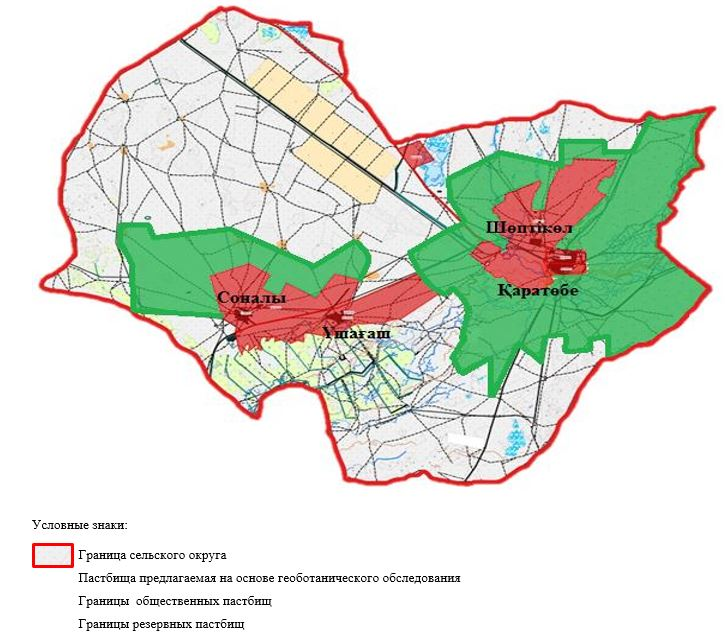 Шөптікөл
Қаратөбе
Соналы
Үшағаш
Условные знаки:
Граница сельского округа
Пастбища предлагаемая на основе геоботанического обследования
Границы общественных пастбищ
Границы резервных пастбищ